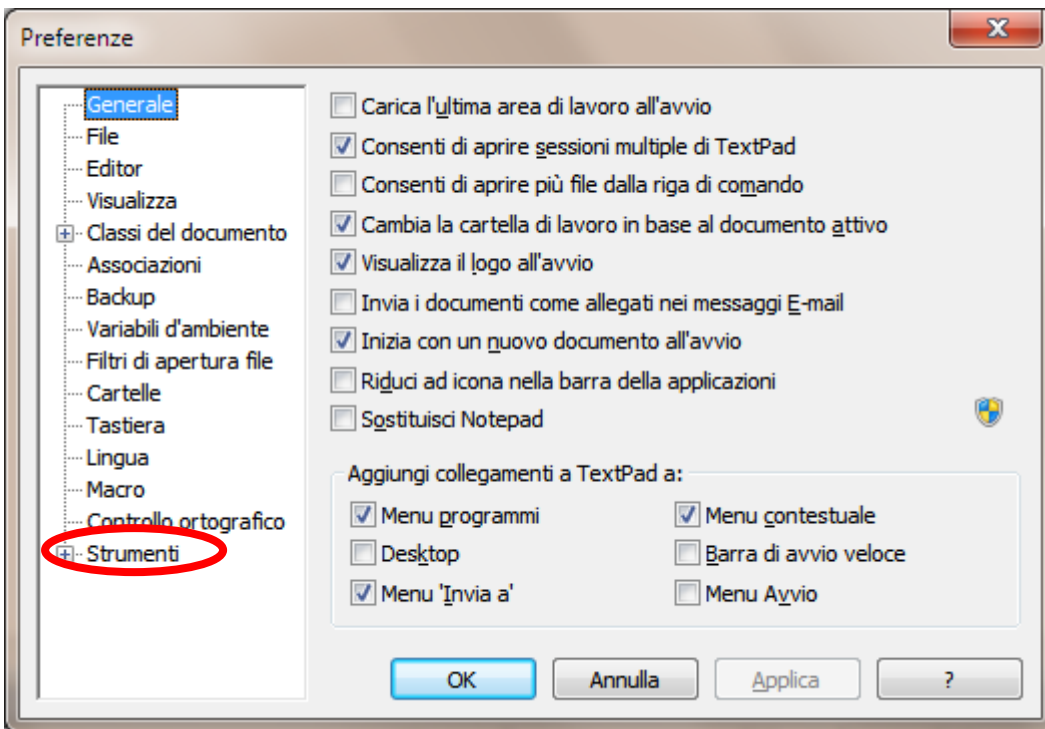 Preferenze
Generale
File
Editor
Visualizza
Classi del documento
Associazioni
Backup
Variabili d'ambiente
Filtri di apertura file
Cartelle
Tastiera
Lingua
Macro
Controllo ortografico
Strumenti
Carica l'ultima area di lavoro all'avvio
Consenti di aprire sessioni multiple di TextPad
Consenti di aprire più file dalla riga di comando
Cambia la cartella di lavoro in base al documento attivo
Visualizza il logo all'avvio
Invia i documenti come allegati nei messaggi E-mail
Inizia con un nuovo documento all'avvio
Riduci ad icona nella barra della applicazioni
Sostituisci Notepad
Aggiungi collegamenti a TextPad a:
Menu programmi
Menu contestuale
Desktop
Barra di avvio veloce
Menu 'Invia a'
Menu Avvio
OK
Annulla
Applica
?